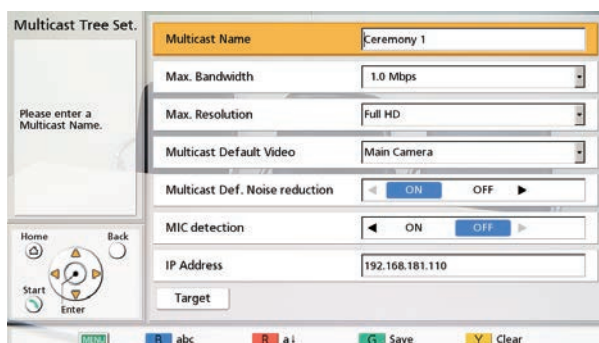 Multicast Tree Set.
Please enter a
Multicast Name.
Home
Back
Start
Enter
Multicast Name
Ceremony 1
Max. Bandwidth
1.0 Mbps
Max. Resolution
Full HD
Multicast Default Video
Main Camera
Multicast Def. Noise reduction
ON OFF
MIC detection
ON OFF
IP Address
192.168.181.110
Target
MENU B abc R a↓ G Save Y Clear